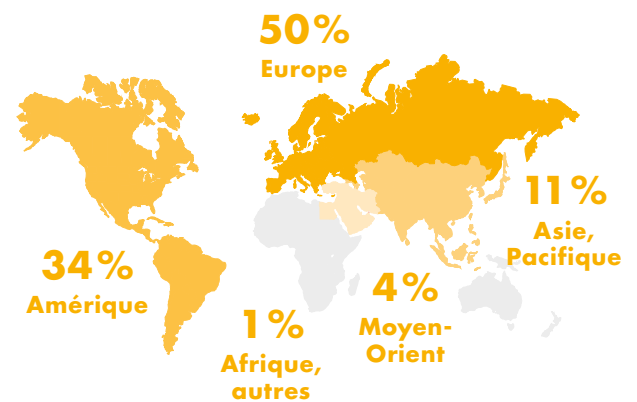 50%
Europe
11%
Asie,
Pacifique
34%
Amérique
4%
Moyen-
Orient
1%
Afrique,
autres